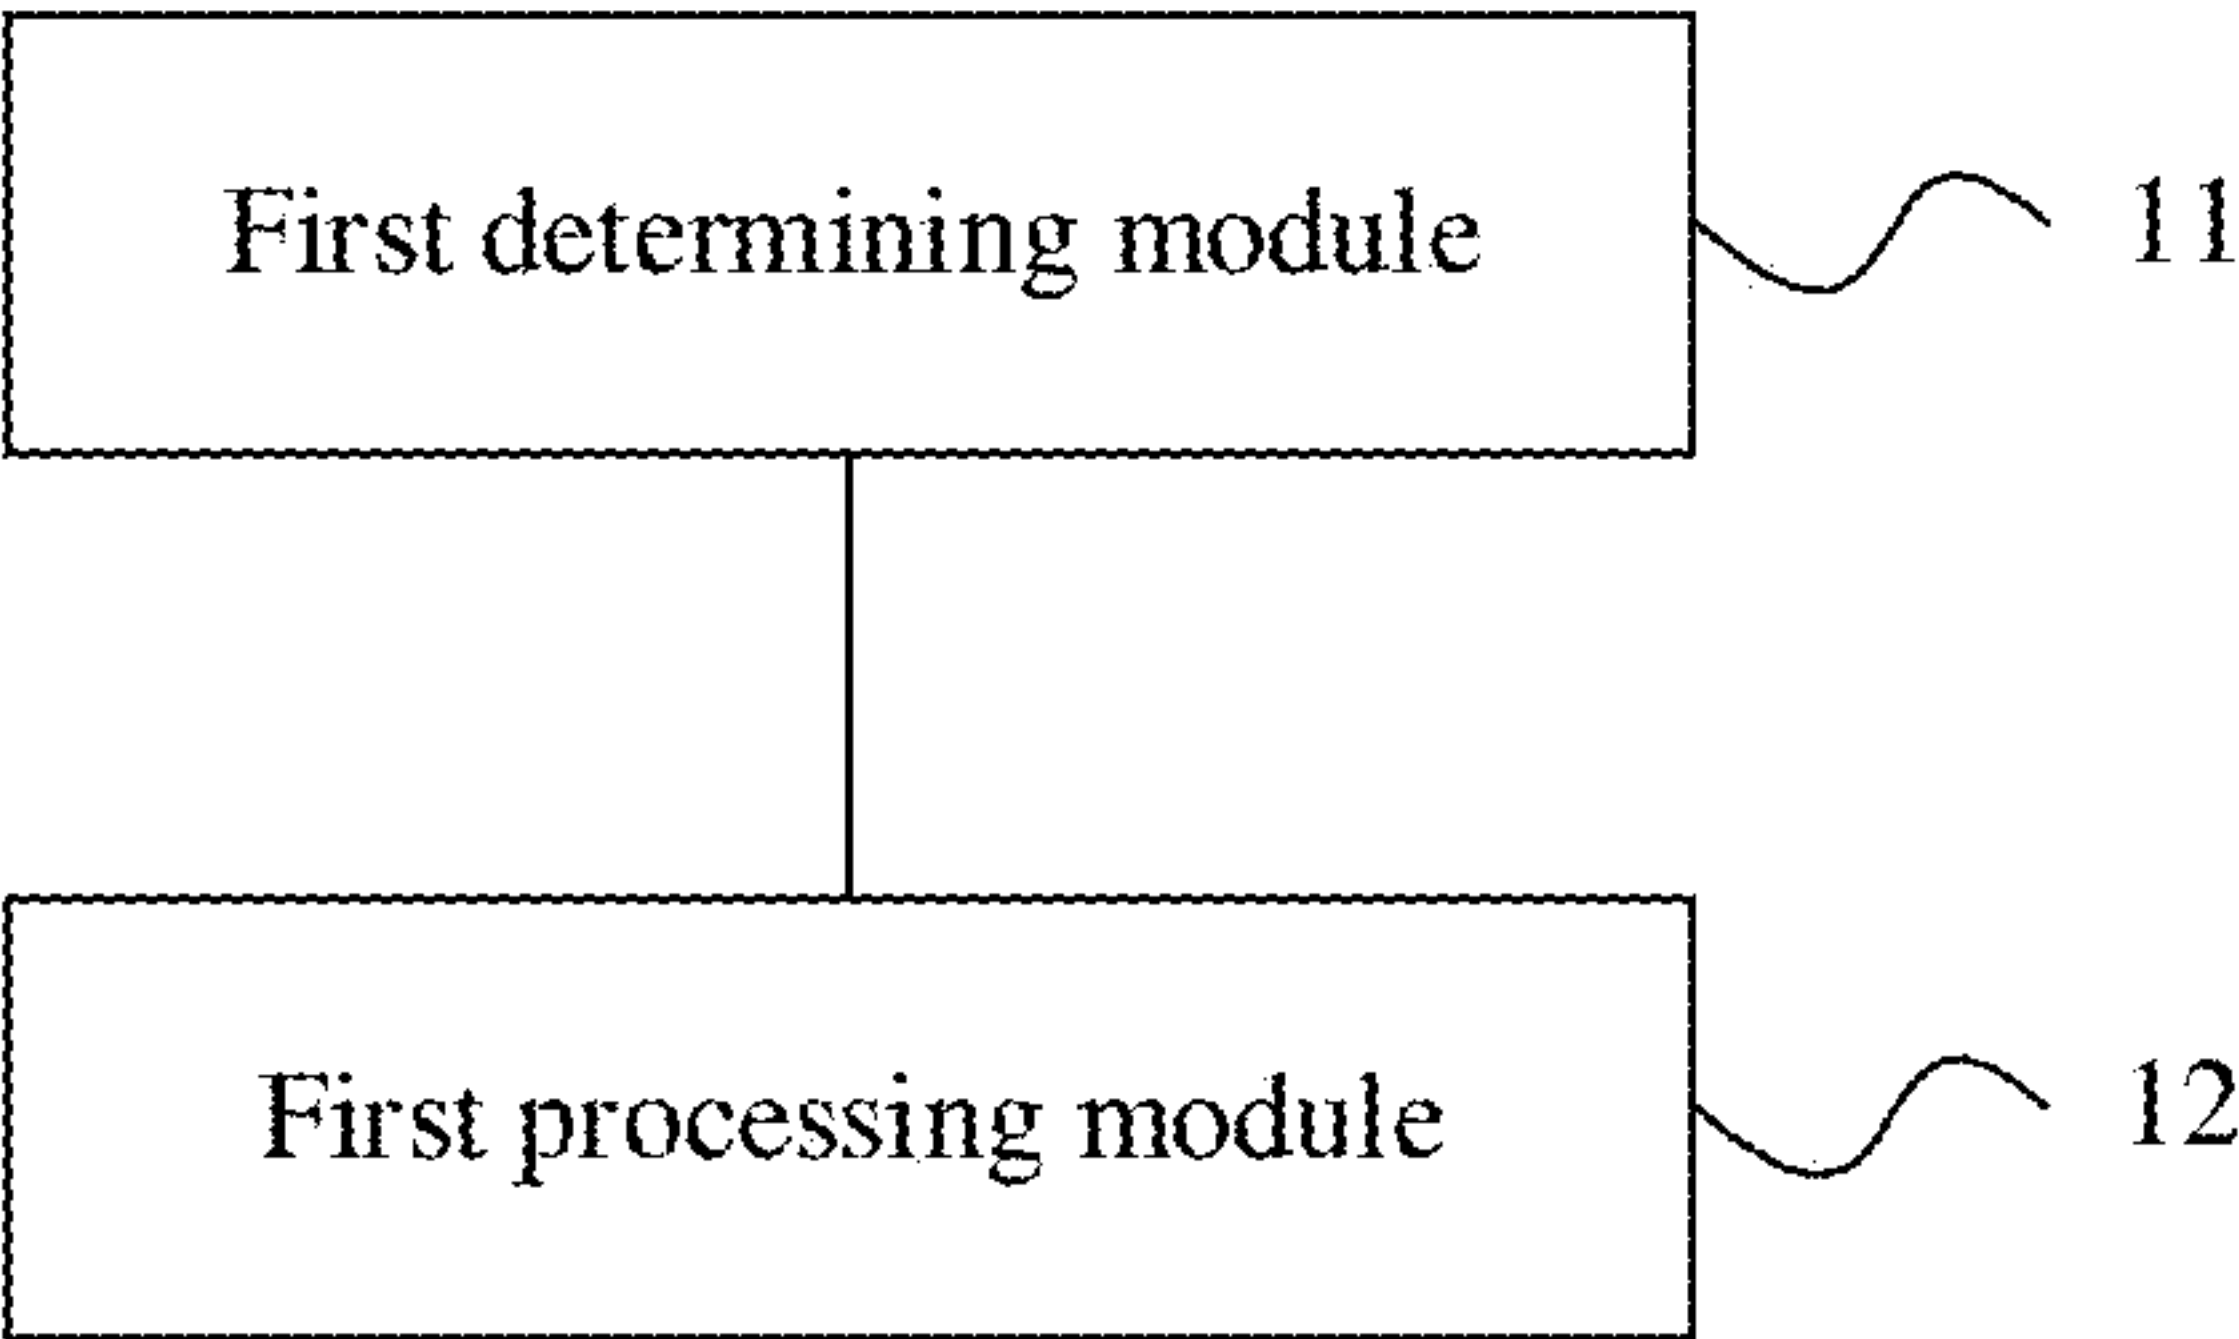 First determining module 11
First processing module 12